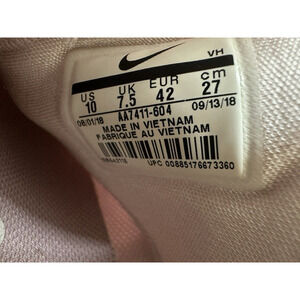 VH
US UK EUR cm
10 7.5 42 27
08/01/18 AA7411-604 09/13/18
MADE IN VIETNAM
FABRIQUE AU VIETNAM
UPC 00885176673360